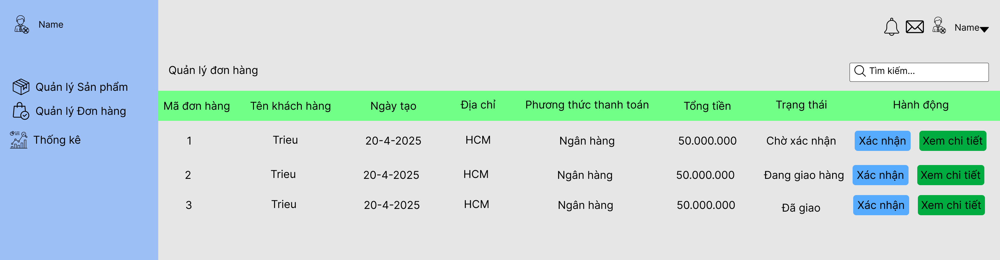 Name
Name
Quản lý Sản phẩm
Quản lý Đơn hàng
Thống kê
Quản lý đơn hàng
Tìm kiếm...
Mã đơn hàng Tên khách hàng Ngày tạo Địa chỉ Phương thức thanh toán Tổng tiền Trạng thái Hành động
1 Trieu 20-4-2025 HCM Ngân hàng 50.000.000 Chờ xác nhận Xác nhận Xem chi tiết
2 Trieu 20-4-2025 HCM Ngân hàng 50.000.000 Đang giao hàng Xác nhận Xem chi tiết
3 Trieu 20-4-2025 HCM Ngân hàng 50.000.000 Đã giao Xác nhận Xem chi tiết